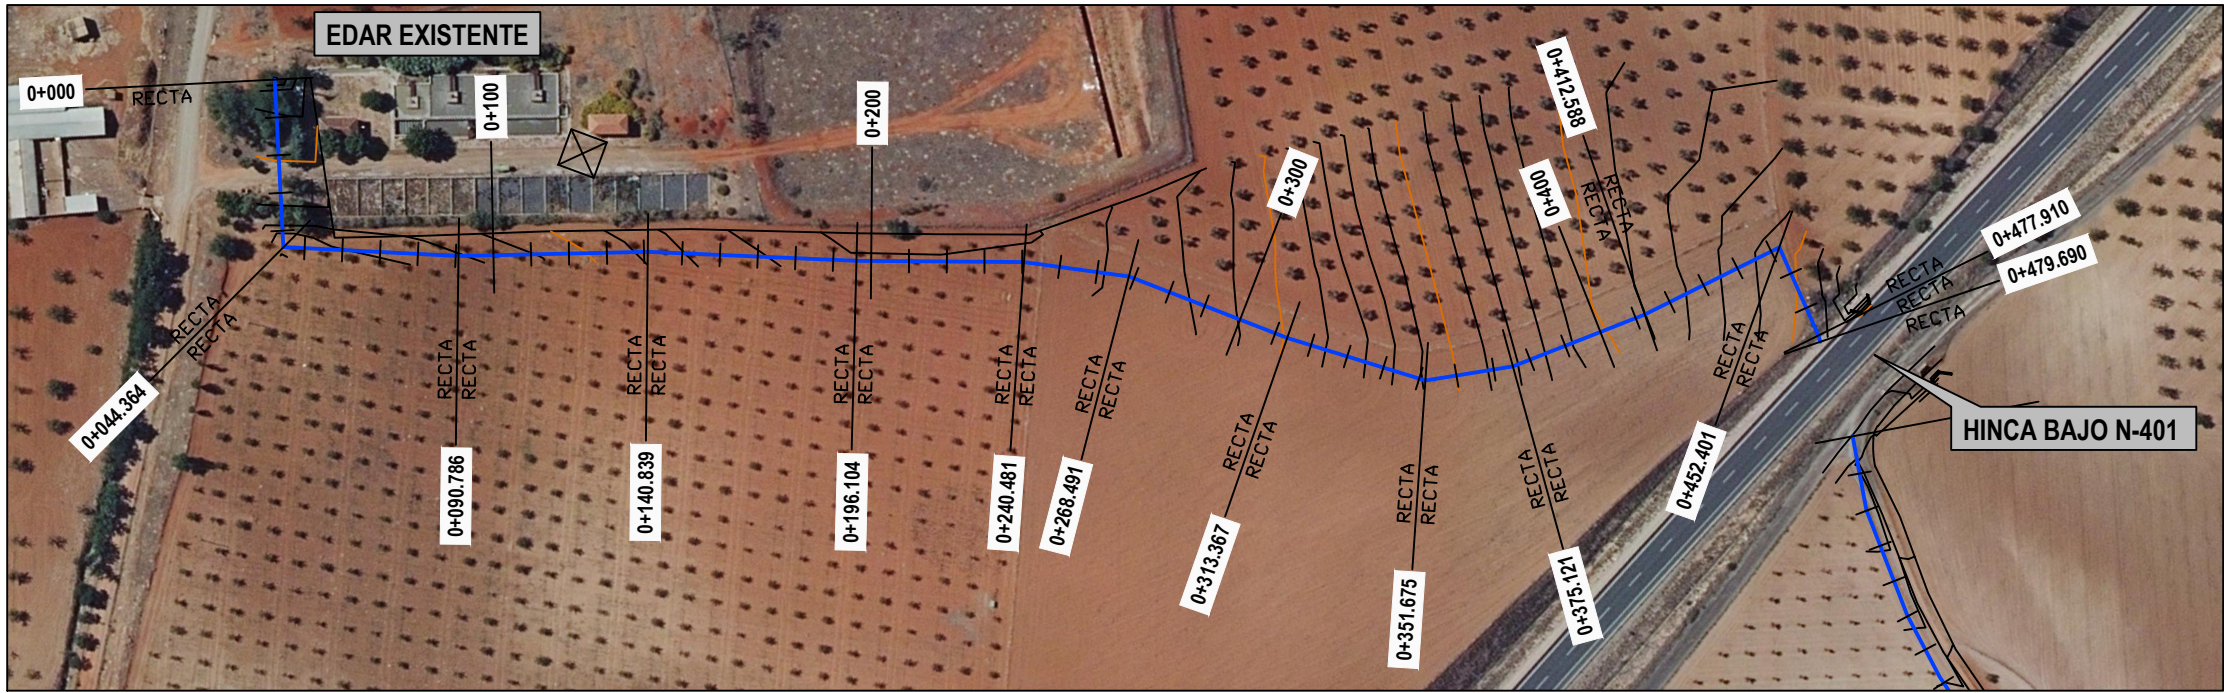 EDAR EXISTENTE
0+000
RECTA
0+100
0+200
0+300
0+412.588
0+400
RECTA
RECTA
0+477.910
0+479.690
RECTA
RECTA
RECTA
RECTA
RECTA
0+044.364
RECTA
RECTA
0+090.786
RECTA
RECTA
0+140.839
RECTA
RECTA
0+196.104
RECTA
RECTA
0+240.481
RECTA
RECTA
0+268.491
RECTA
RECTA
0+313.367
RECTA
RECTA
0+351.675
RECTA
RECTA
0+375.121
RECTA
RECTA
0+452.401
HINCA BAJO N-401